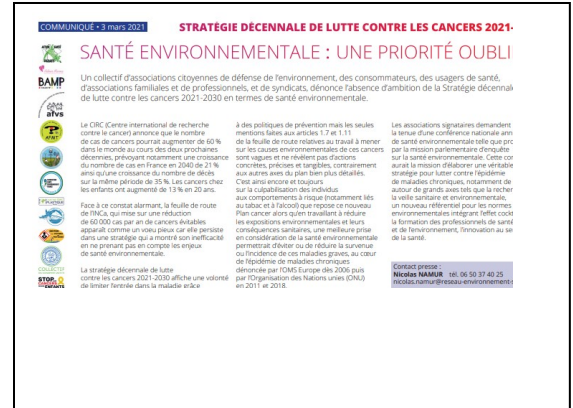 COMMUNIQUÉ • 3 mars 2021
STRATÉGIE DÉCENNALE DE LUTTE CONTRE LES CANCERS 2021-
SANTÉ ENVIRONNEMENTALE : UNE PRIORITÉ OUBLI
Un collectif d'associations citoyennes de défense de l'environnement, des consommateurs, des usagers de santé,
d'associations familiales et de professionnels, et de syndicats, dénonce l'absence d'ambition de la Stratégie décennale
de lutte contre les cancers 2021-2030 en termes de santé environnementale.
BAMP
afvs
COLLECTIF
STOP
CANCERS
ENFANTS
Le CIRC (Centre international de recherche
contre le cancer) annonce que le nombre
de cas de cancers pourrait augmenter de 60 %
dans le monde au cours des deux prochaines
décennies, prévoyant notamment une croissance
du nombre de cas en France en 2040 de 21 %
ainsi qu'une croissance du nombre de décès
sur la même période de 35 %. Les cancers chez
les enfants ont augmenté de 13 % en 20 ans.
Face à ce constat alarmant, la feuille de route
de l'INCa, qui mise sur une réduction
de 60 000 cas par an de cancers évitables
apparaît comme un voeu pieux car elle persiste
dans une stratégie qui a montré son inefficacité
en ne prenant pas en compte les enjeux
de santé environnementale.
La stratégie décennale de lutte
contre les cancers 2021-2030 affiche une volonté
de limiter l'entrée dans la maladie grâce
à des politiques de prévention mais les seules
mentions faites aux articles 1.7 et 1.11
de la feuille de route relatives au travail à mener
sur les causes environnementales de ces cancers
sont vagues et ne révèlent pas d'actions
concrètes, précises et tangibles, contrairement
aux autres axes du plan bien plus détaillés.
C'est ainsi encore et toujours
sur la culpabilisation des individus
aux comportements à risque (notamment liés
au tabac et à l'alcool) que repose ce nouveau
Plan cancer alors qu'en travaillant à réduire
les expositions environnementales et leurs
conséquences sanitaires, une meilleure prise
en considération de la santé environnementale
permettrait d'éviter ou de réduire la survenue
ou l'incidence de ces maladies graves, au cœur
de l'épidémie de maladies chroniques
dénoncée par l'OMS Europe dès 2006 puis
par l'Organisation des Nations unies (ONU)
en 2011 et 2018.
Les associations signataires demandent
la tenue d'une conférence nationale ann
de santé environnementale telle que pro
par la mission parlementaire d'enquête
sur la santé environnementale. Cette con
aurait la mission d'élaborer une véritable
stratégie pour lutter contre l'épidémie
de maladies chroniques, notamment de
autour de grands axes tels que la recher
la veille sanitaire et environnementale,
un nouveau référentiel pour les normes
environnementales intégrant l'effet cockt
la formation des professionnels de santé
et de l'environnement, l'innovation au se
de la santé.
Contact presse :
Nicolas NAMUR tél. 06 50 37 40 25
nicolas.namur@reseau-environnement-